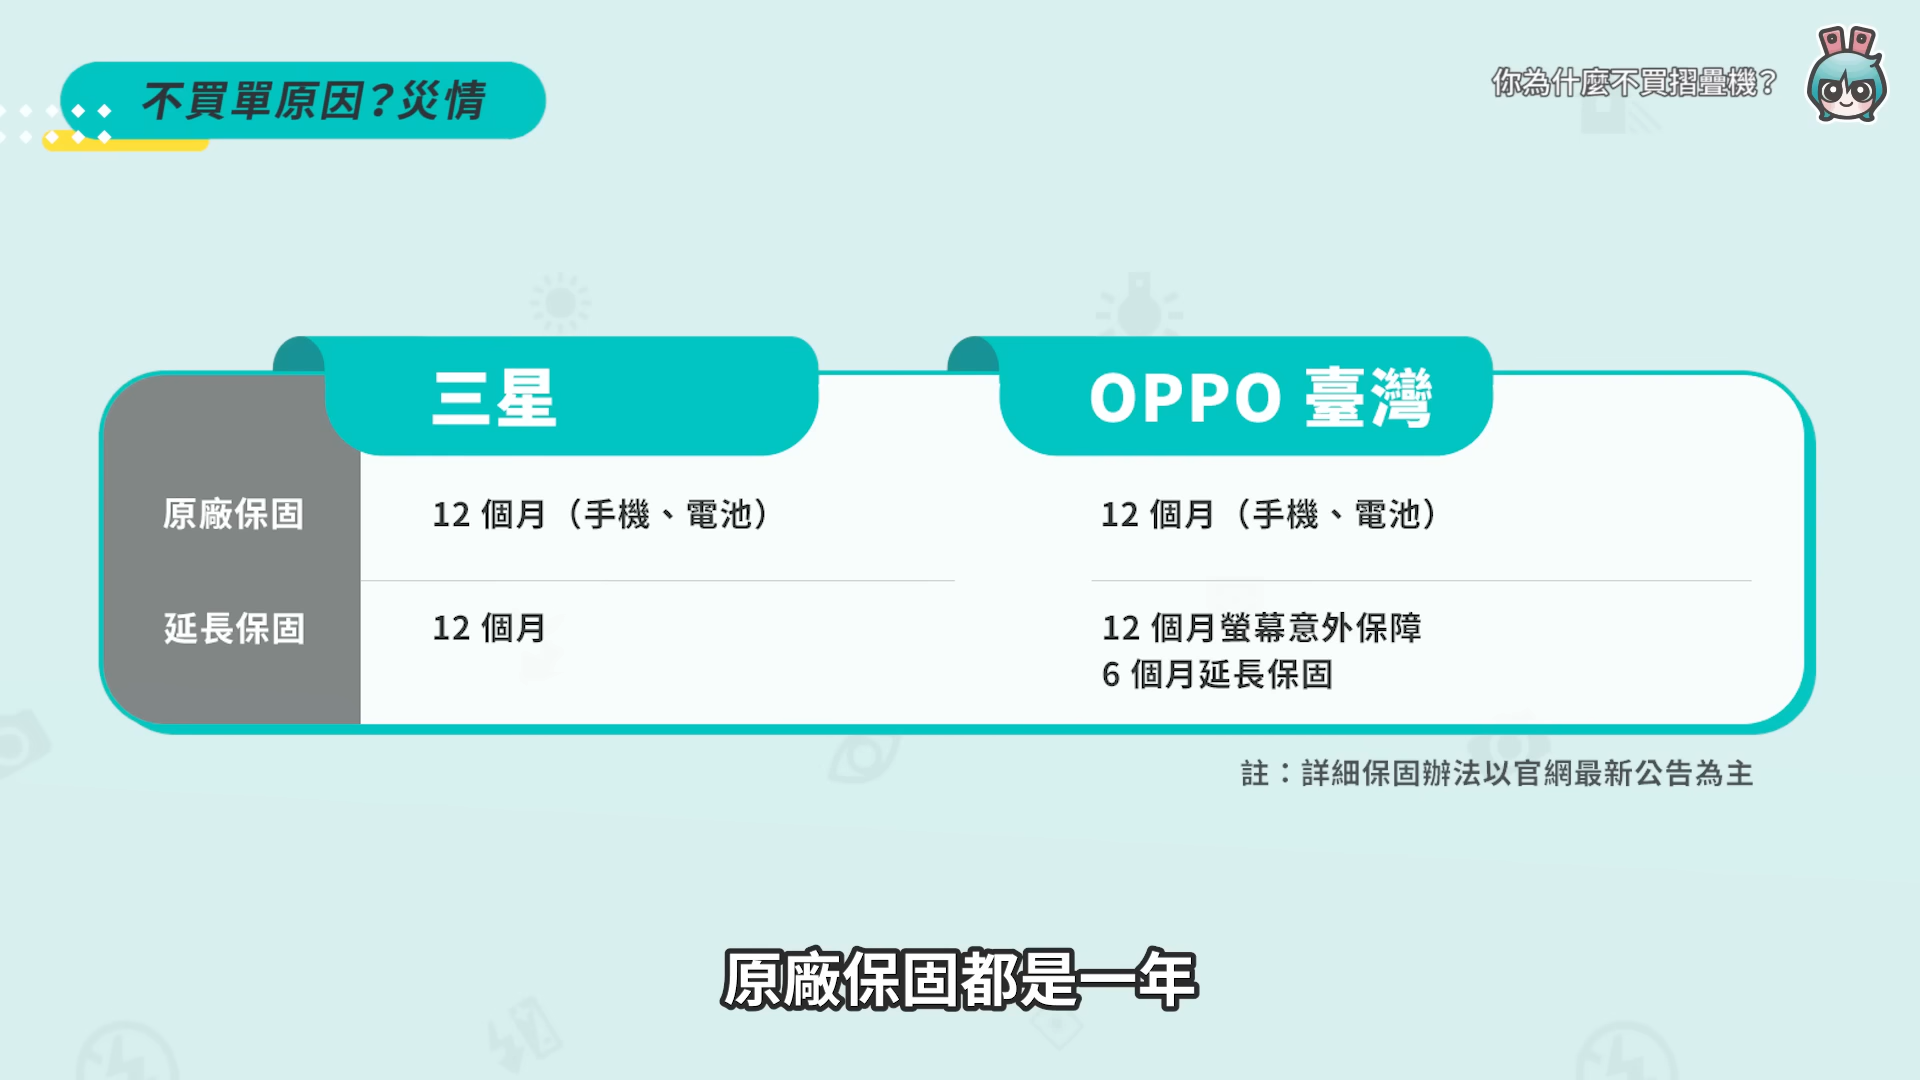 不買單原因?災情
你為什麼不買摺疊機?
三星
OPPO 臺灣
原廠保固
12 個月（手機、電池）
12 個月（手機、電池）
延長保固
12 個月
12 個月螢幕意外保障
6 個月延長保固
註：詳細保固辦法以官網最新公告為主
原廠保固都是一年